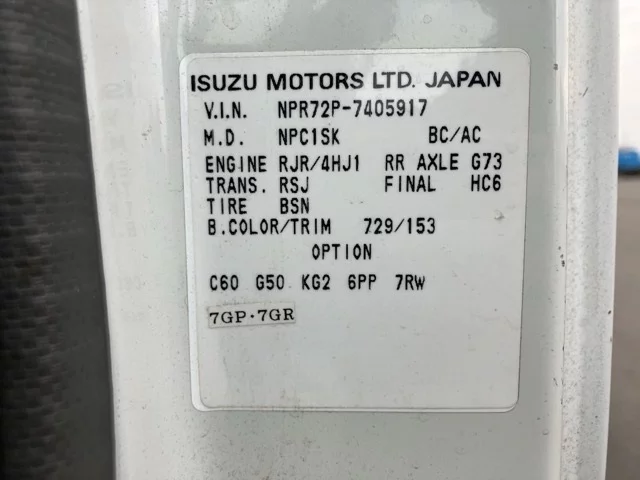 ISUZU MOTORS LTD. JAPAN
V.I.N. NPR72P-7405917
M.D. NPC1SK BC/AC
ENGINE RJR/4HJ1 RR AXLE G73
TRANS. RSJ FINAL HC6
TIRE BSN
B.COLOR/TRIM 729/153
OPTION
C60 G50 KG2 6PP 7RW
7GP·7GR